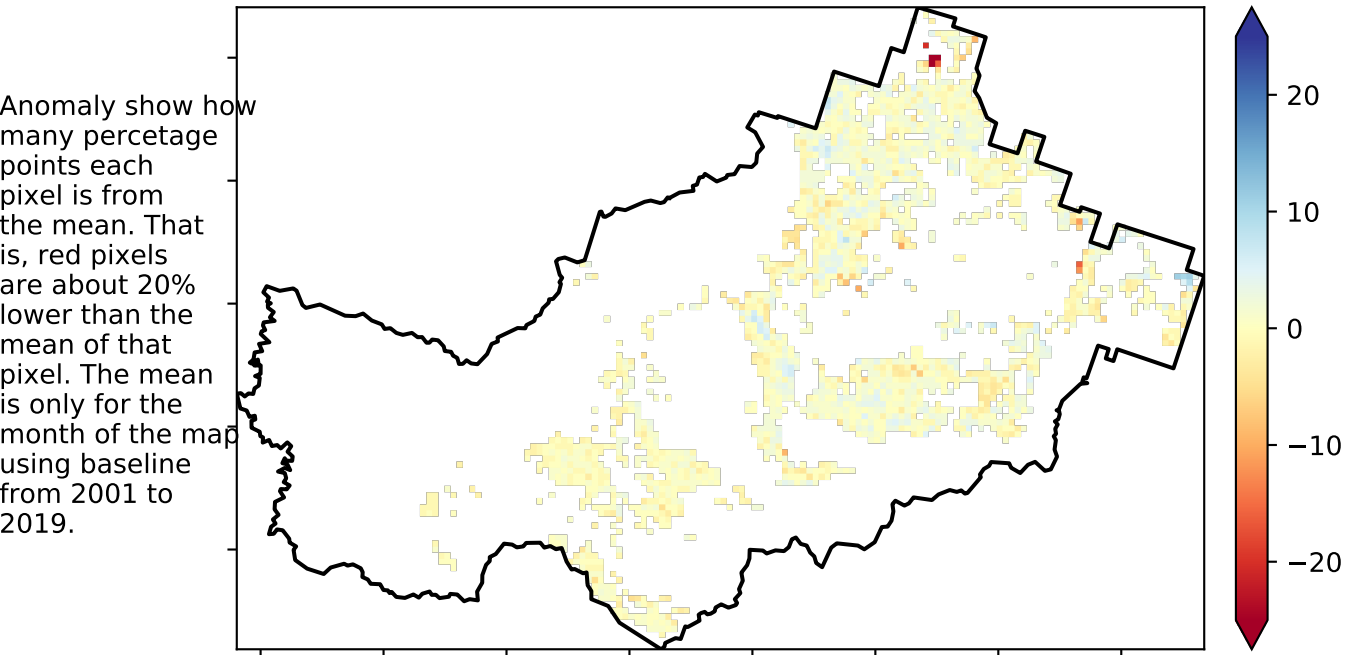 Anomaly show how
many percetage
points each
pixel is from
the mean. That
is, red pixels
are about 20%
lower than the
mean of that
pixel. The mean
is only for the
month of the map
using baseline
from 2001 to
2019.
20
10
0
−10
−20